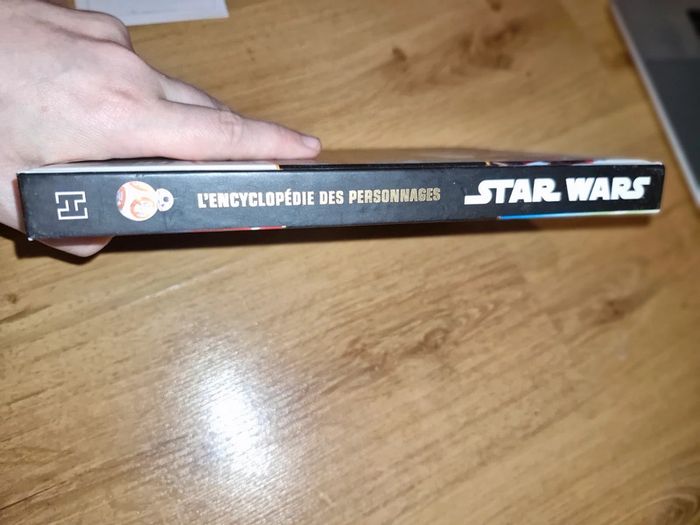 L'ENCYCLOPÉDIE DES PERSONNAGES
STAR WARS